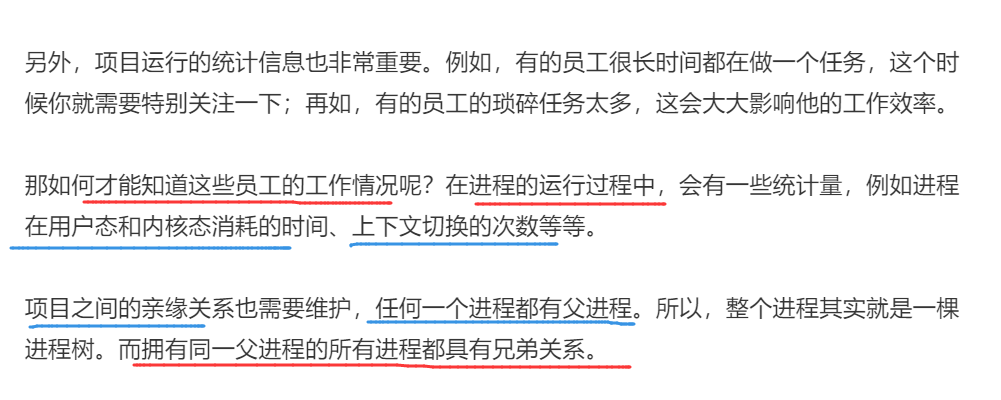 另外，项目运行的统计信息也非常重要。例如，有的员工很长时间都在做一个任务，这个时
候你就需要特别关注一下；再如，有的员工的琐碎任务太多，这会大大影响他的工作效率。
那如何才能知道这些员工的工作情况呢？在进程的运行过程中，会有一些统计量，例如进程
在用户态和内核态消耗的时间、上下文切换的次数等等。
项目之间的亲缘关系也需要维护，任何一个进程都有父进程。所以，整个进程其实就是一棵
进程树。而拥有同一父进程的所有进程都具有兄弟关系。